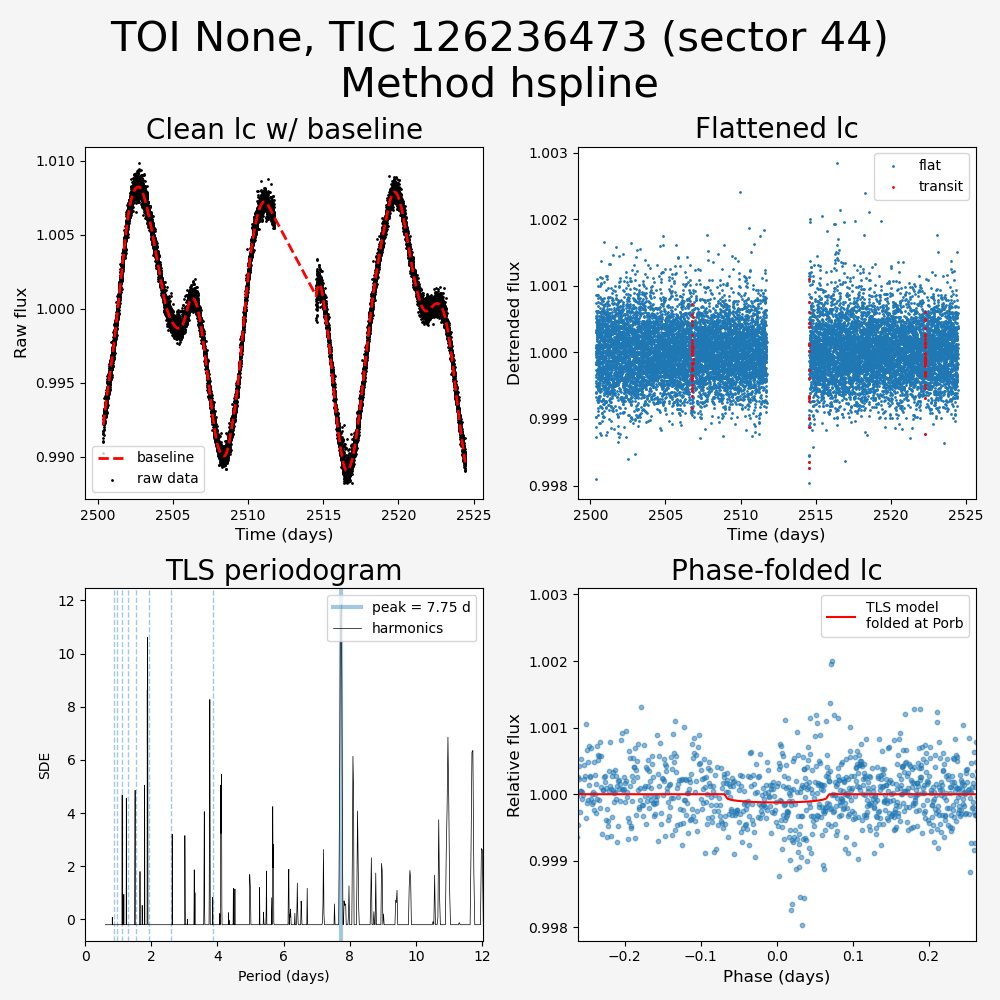 TOI None, TIC 126236473 (sector 44)
Method hspline
Clean lc w/ baseline
Raw flux
1.010
1.005
1.000
0.995
0.990
baseline
raw data
2500
2505
2510
2515
2520
2525
Time (days)
Flattened lc
Detrended flux
1.003
1.002
1.001
1.000
0.999
0.998
flat
transit
2500
2505
2510
2515
2520
2525
Time (days)
TLS periodogram
SDE
12
10
8
6
4
2
0
peak = 7.75 d
harmonics
0
2
4
6
8
10
12
Period (days)
Phase-folded lc
Relative flux
1.003
1.002
1.001
1.000
0.999
0.998
TLS model
folded at Porb
−0.2
−0.1
0.0
0.1
0.2
Phase (days)